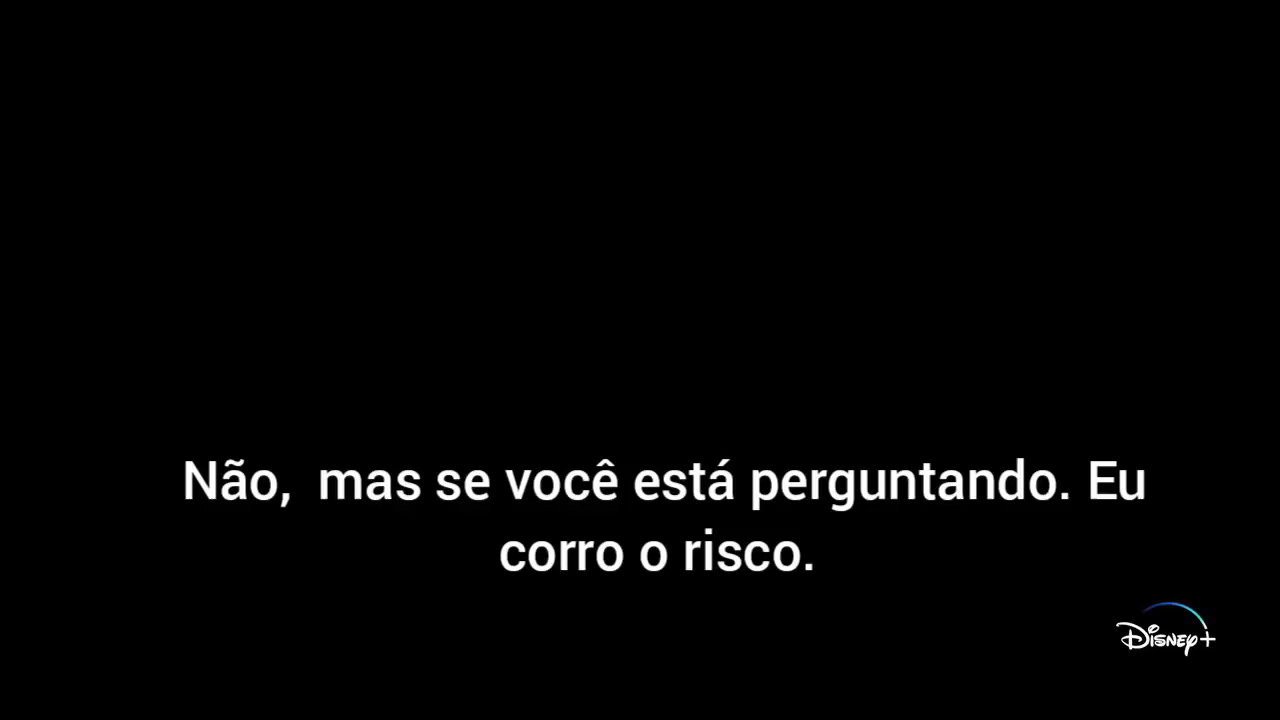 Não,  mas se você está perguntando. Eu
corro o risco.
Disney+